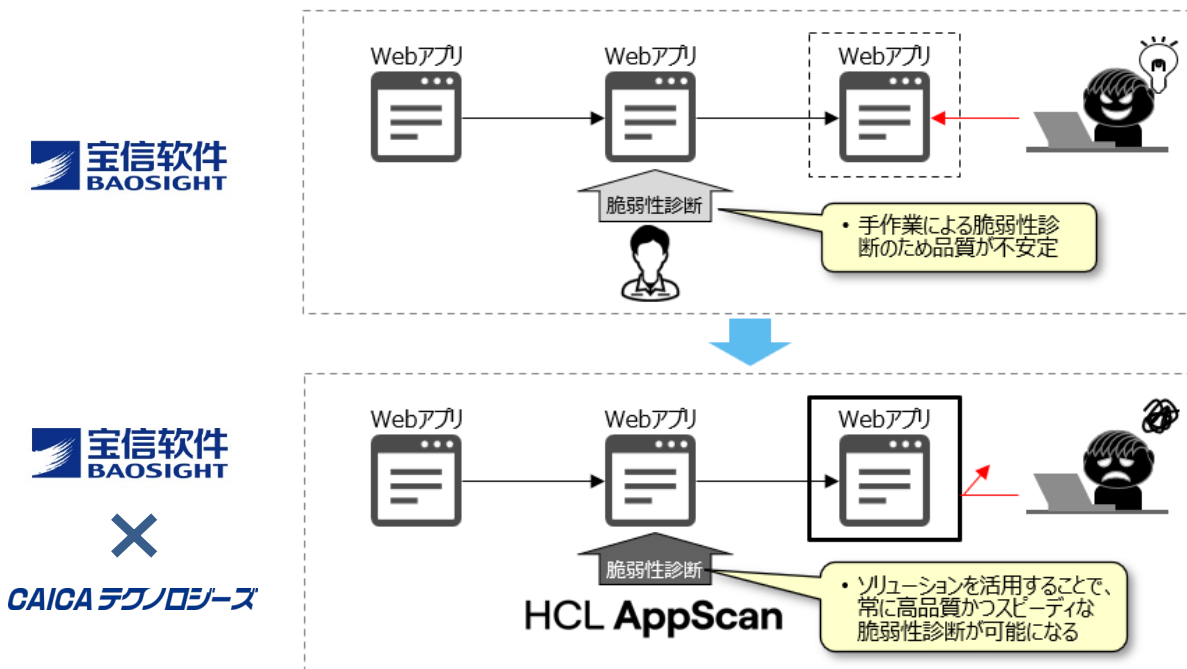 Webアプリ
Webアプリ
Webアプリ
宝信软件
BAOSIGHT
脆弱性診断
・手作業による脆弱性診
断のため品質が不安定
Webアプリ
Webアプリ
Webアプリ
宝信软件
BAOSIGHT
×
CAICAテクノロジーズ
脆弱性診断
HCL AppScan
・ソリューションを活用することで、
常に高品質かつスピーディな
脆弱性診断が可能になる